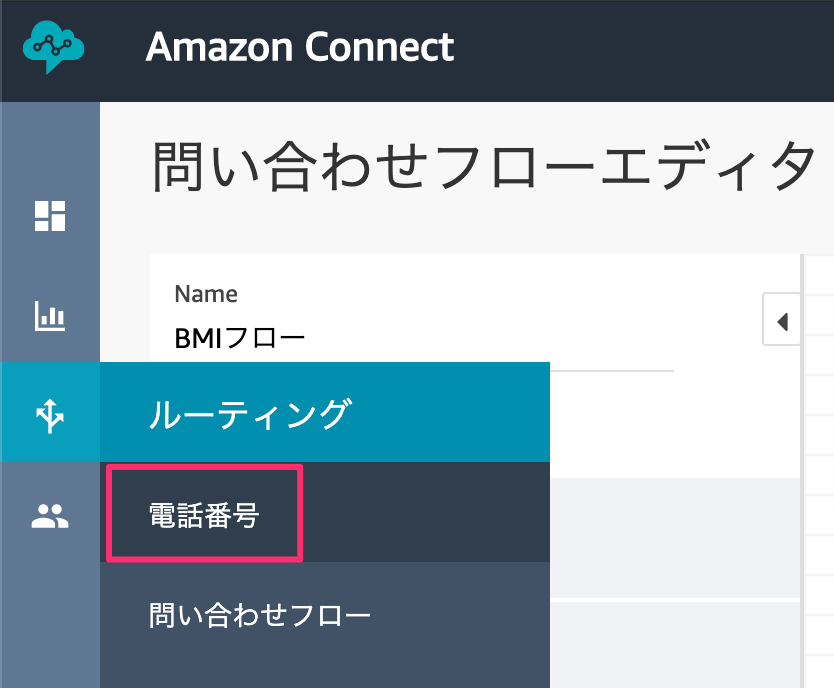 Amazon Connect
問い合わせフローエディタ
Name
BMIフロー
ルーティング
電話番号
問い合わせフロー